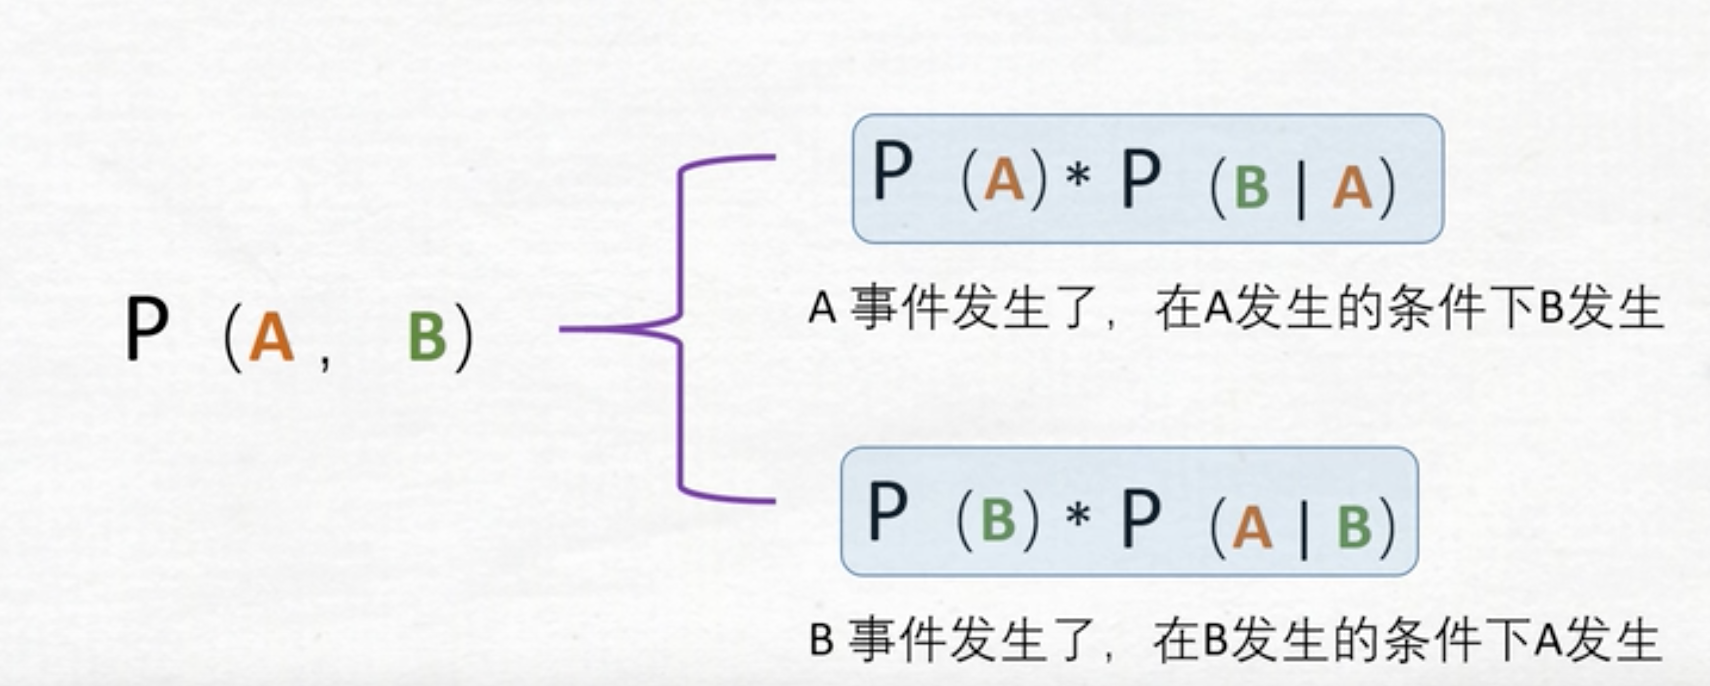 P (A) * P (B | A)
A 事件发生了，在A发生的条件下B发生
P (A , B)
P (B) * P (A | B)
B 事件发生了，在B发生的条件下A发生